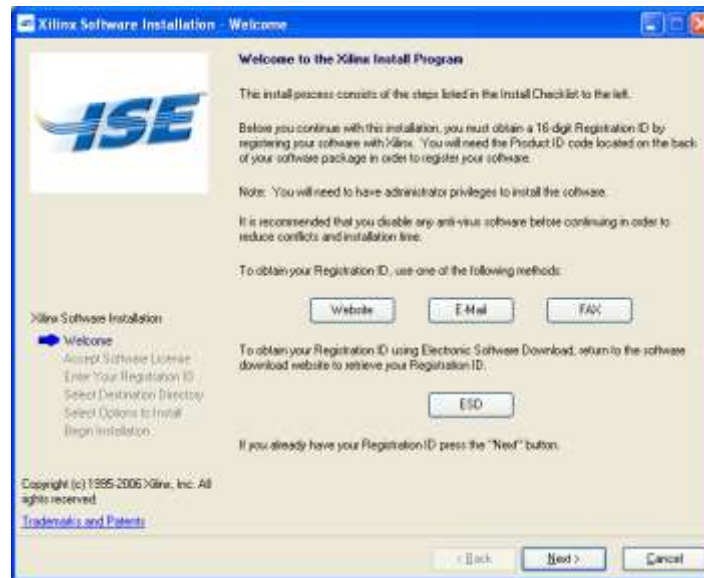 Xilinx Software Installation - Welcome
ISE
Welcome to the Xilinx Install Program
This install process consists of the steps listed in the Install Checklist to the left.
Before you continue with this installation, you must obtain a 16-digit Registration ID by
registering your software with Xilinx. You will need the Product ID code located on the back
of your software package in order to register your software.
Note: You will need to have administrator privileges to install the software.
It is recommended that you disable any anti-virus software before continuing in order to
reduce conflicts and installation time.
To obtain your Registration ID, use one of the following methods:
Website E-Mail FAX
To obtain your Registration ID using Electronic Software Download, return to the software
download website to retrieve your Registration ID.
ESD
If you already have your Registration ID press the "Next" button.
Xilinx Software Installation
Welcome
Accept Software License
Enter Your Registration ID
Select Destination Directory
Select Options to Install
Begin Installation
Copyright (c) 1995-2006 Xilinx, Inc. All
rights reserved.
Trademarks and Patents
< Back Next > Cancel